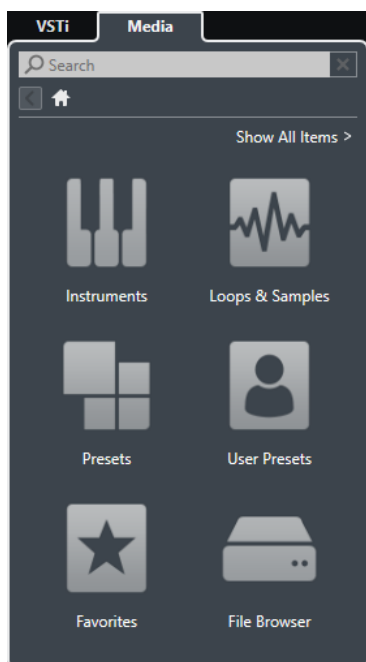 VSTi Media
Search
Show All Items >
Instruments Loops & Samples
Presets User Presets
Favorites File Browser